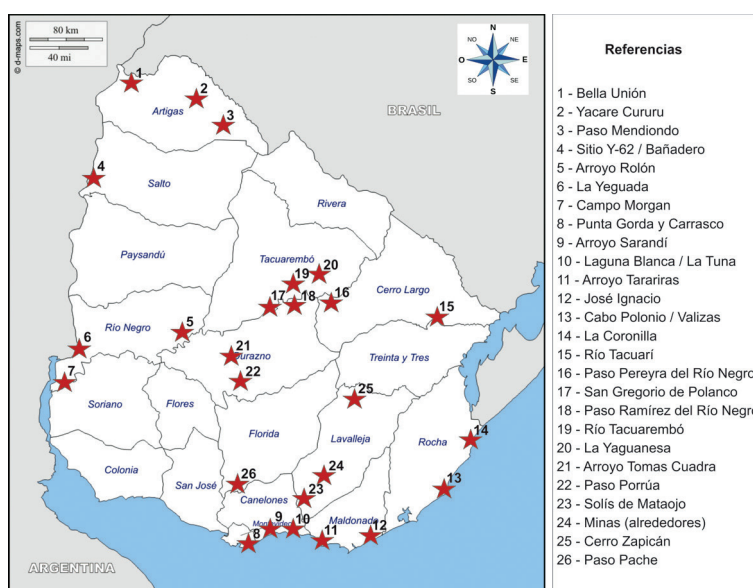 80 km
40 mi
© d-maps.com
N
NO
NE
O
E
SO
SE
S
BRASIL
1
2
Artigas
3
4
Salto
Rivera
Paysandú
Tacuarembó
20
19
Cerro Largo
17
18
16
15
Río Negro
5
6
21
Durazno
Treinta y Tres
7
22
Soriano
Flores
25
Florida
Lavalleja
Rocha
14
Colonia
San José
26
24
23
13
Canelones
9
10
Montevideo
Maldonado
12
8
11
ARGENTINA
Referencias
1 - Bella Unión
2 - Yacare Cururu
3 - Paso Mendiondo
4 - Sitio Y-62 / Bañadero
5 - Arroyo Rolón
6 - La Yeguada
7 - Campo Morgan
8 - Punta Gorda y Carrasco
9 - Arroyo Sarandí
10 - Laguna Blanca / La Tuna
11 - Arroyo Tarariras
12 - José Ignacio
13 - Cabo Polonio / Valizas
14 - La Coronilla
15 - Río Tacuarí
16 - Paso Pereyra del Río Negro
17 - San Gregorio de Polanco
18 - Paso Ramírez del Río Negro
19 - Río Tacuarembó
20 - La Yaguanesa
21 - Arroyo Tomas Cuadra
22 - Paso Porrúa
23 - Solís de Mataojo
24 - Minas (alrededores)
25 - Cerro Zapicán
26 - Paso Pache